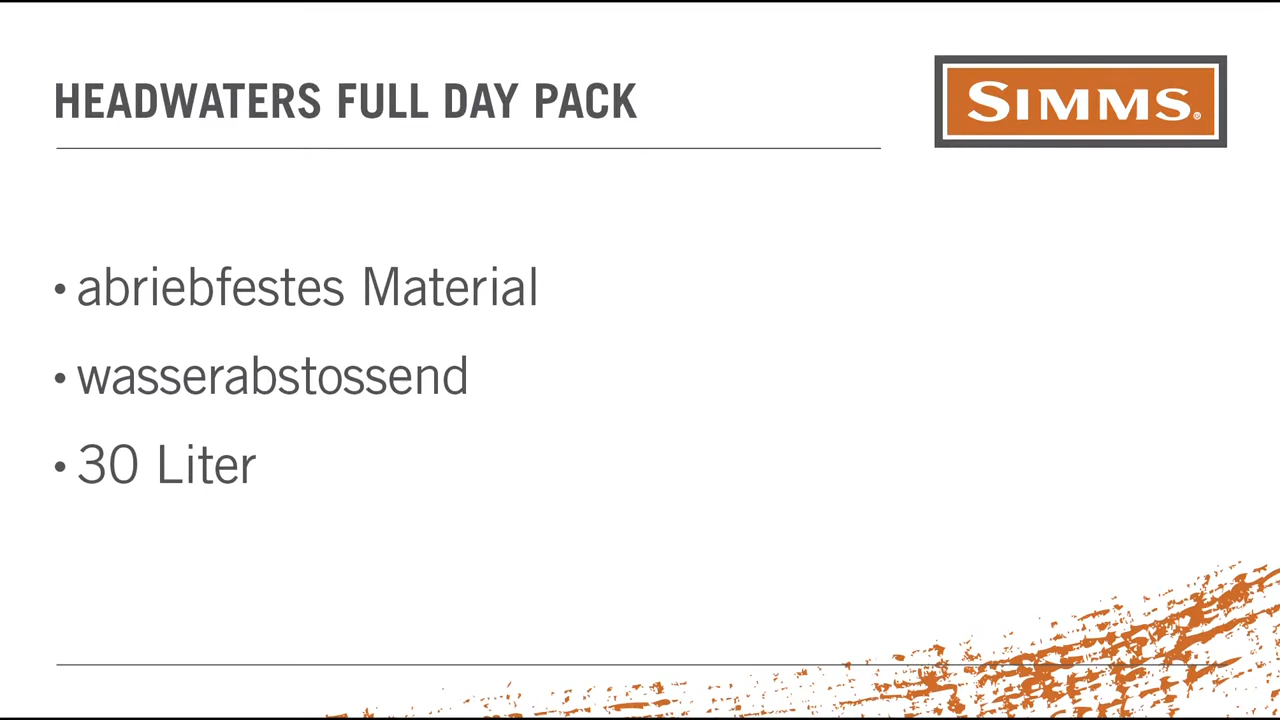 HEADWATERS FULL DAY PACK
SIMMS®
• abriebfestes Material
• wasserabstossend
• 30 Liter